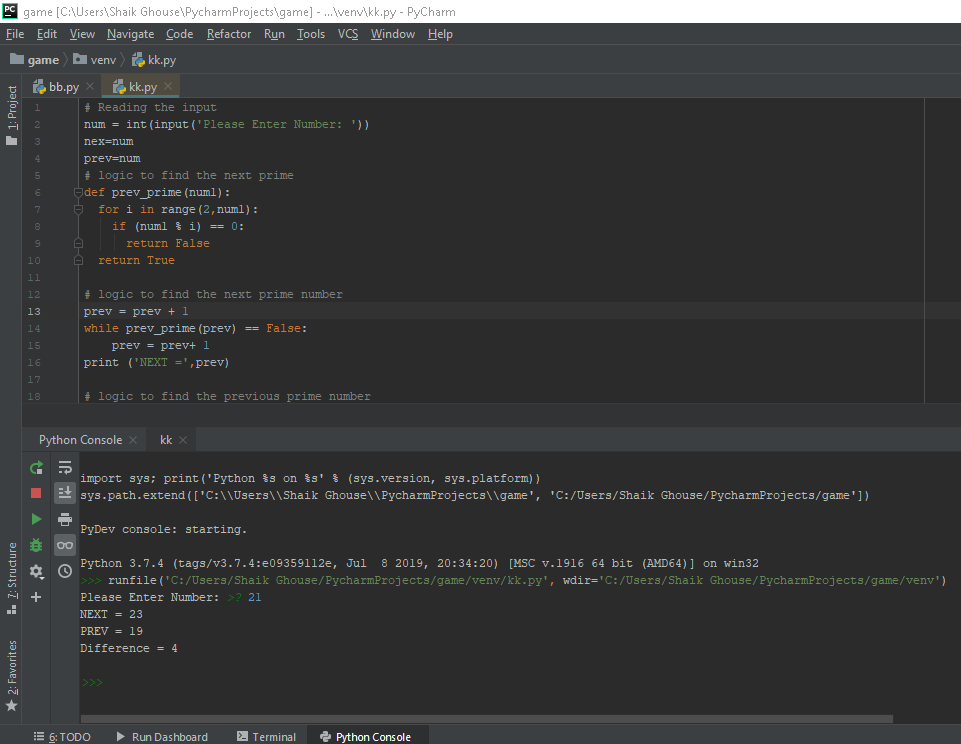 PC game [C:\Users\Shaik Ghouse\PycharmProjects\game] - ...\venv\kk.py - PyCharm
File Edit View Navigate Code Refactor Run Tools VCS Window Help
game venv kk.py
bb.py kk.py
1: Project
1 # Reading the input
2 num = int(input('Please Enter Number: '))
3 nex=num
4 prev=num
5 # logic to find the next prime
6 def prev_prime(num1):
7 for i in range(2,num1):
8 if (num1 % i) == 0:
9 return False
10 return True
11
12 # logic to find the next prime number
13 prev = prev + 1
14 while prev_prime(prev) == False:
15 prev = prev+ 1
16 print ('NEXT =',prev)
17
18 # logic to find the previous prime number
Python Console kk
import sys; print('Python %s on %s' % (sys.version, sys.platform))
sys.path.extend(['C:\\Users\\Shaik Ghouse\\PycharmProjects\\game', 'C:/Users/Shaik Ghouse/PycharmProjects/game'])
PyDev console: starting.
Python 3.7.4 (tags/v3.7.4:e09359112e, Jul  8 2019, 20:34:20) [MSC v.1916 64 bit (AMD64)] on win32
>>> runfile('C:/Users/Shaik Ghouse/PycharmProjects/game/venv/kk.py', wdir='C:/Users/Shaik Ghouse/PycharmProjects/game/venv')
Please Enter Number: >? 21
NEXT = 23
PREV = 19
Difference = 4
>>>
7: Structure
2: Favorites
6: TODO Run Dashboard Terminal Python Console